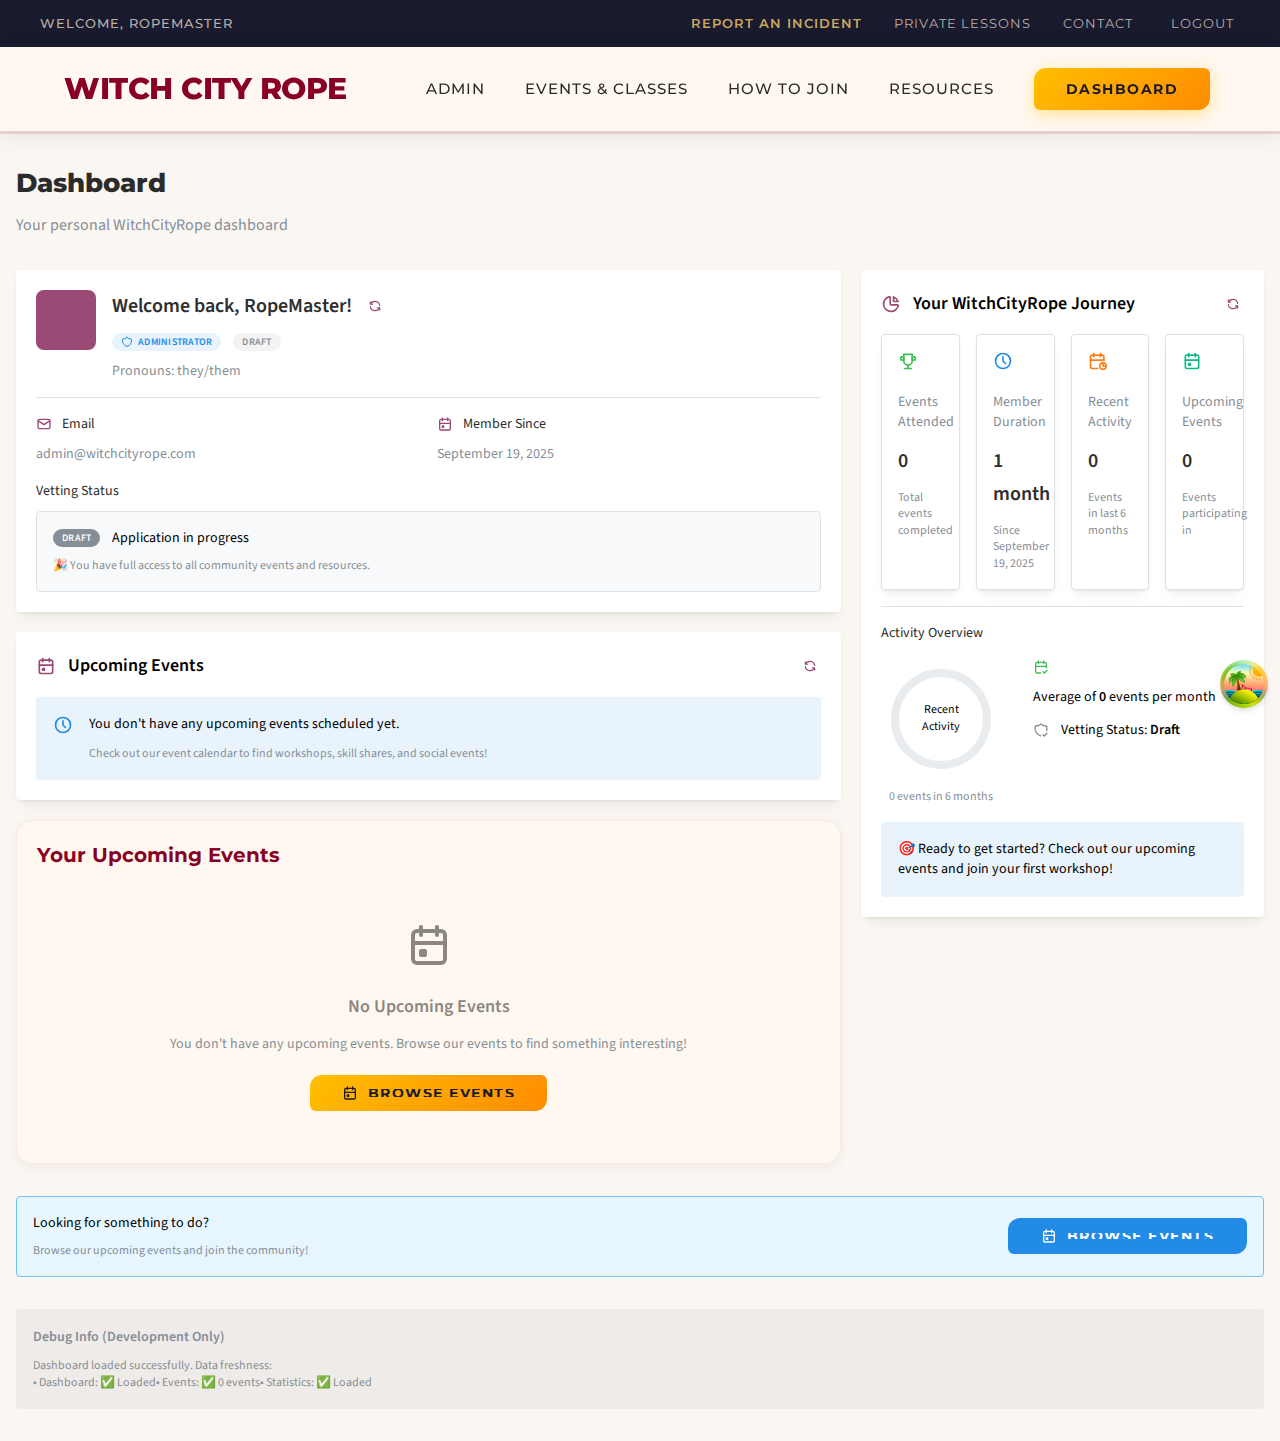 WELCOME, ROPEMASTER
REPORT AN INCIDENT
PRIVATE LESSONS
CONTACT
LOGOUT
WITCH CITY ROPE
ADMIN
EVENTS & CLASSES
HOW TO JOIN
RESOURCES
DASHBOARD
Dashboard
Your personal WitchCityRope dashboard
Welcome back, RopeMaster!
ADMINISTRATOR
DRAFT
Pronouns: they/them
Email
admin@witchcityrope.com
Member Since
September 19, 2025
Vetting Status
DRAFT
Application in progress
🎉 You have full access to all community events and resources.
Upcoming Events
You don't have any upcoming events scheduled yet.
Check out our event calendar to find workshops, skill shares, and social events!
Your Upcoming Events
No Upcoming Events
You don't have any upcoming events. Browse our events to find something interesting!
BROWSE EVENTS
Your WitchCityRope Journey
Events
Attended
0
Total
events
completed
Member
Duration
1
month
Since
September
19, 2025
Recent
Activity
0
Events
in last 6
months
Upcoming
Events
0
Events
participating
in
Activity Overview
Recent
Activity
0 events in 6 months
Average of 0 events per month
Vetting Status: Draft
🎯 Ready to get started? Check out our upcoming
events and join your first workshop!
Looking for something to do?
Browse our upcoming events and join the community!
BROWSE EVENTS
Debug Info (Development Only)
Dashboard loaded successfully. Data freshness:
• Dashboard: ✅ Loaded• Events: ✅ 0 events• Statistics: ✅ Loaded